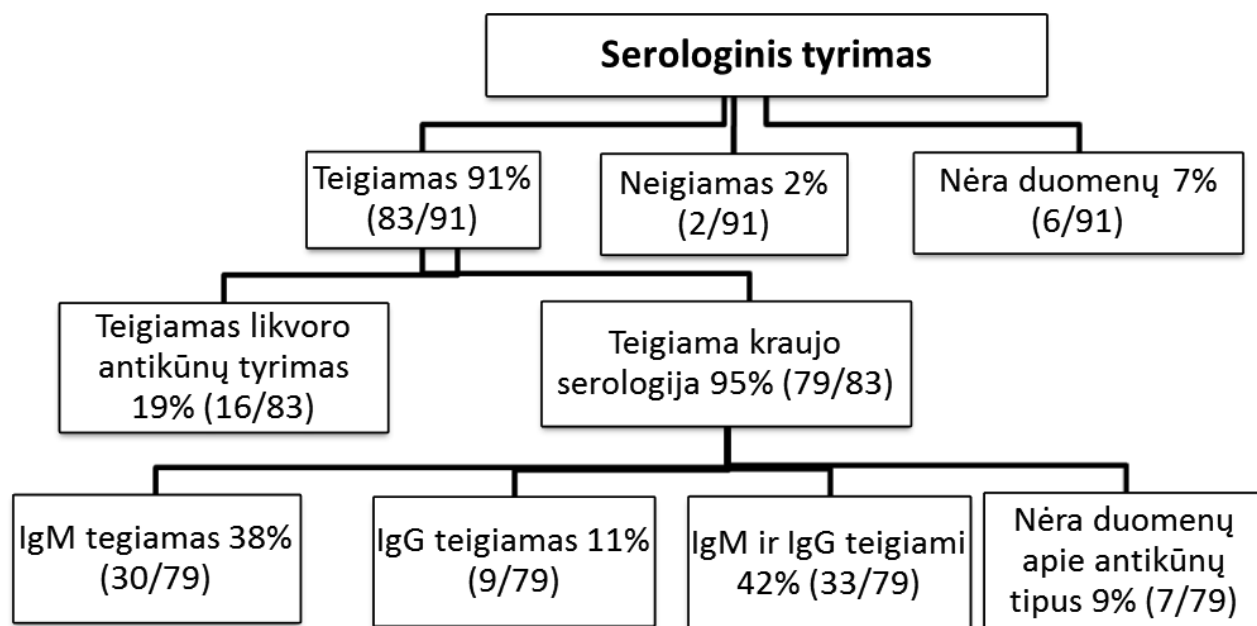 Serologinis tyrimas
Teigiamas 91%
(83/91)
Neigiamas 2%
(2/91)
Nėra duomenų 7%
(6/91)
Teigiamas likvoro
antikūnų tyrimas
19% (16/83)
Teigiama kraujo
serologija 95% (79/83)
IgM tegiamas 38%
(30/79)
IgG teigiamas 11%
(9/79)
IgM ir IgG teigiami
42% (33/79)
Nėra duomenų
apie antikūnų
tipus 9% (7/79)